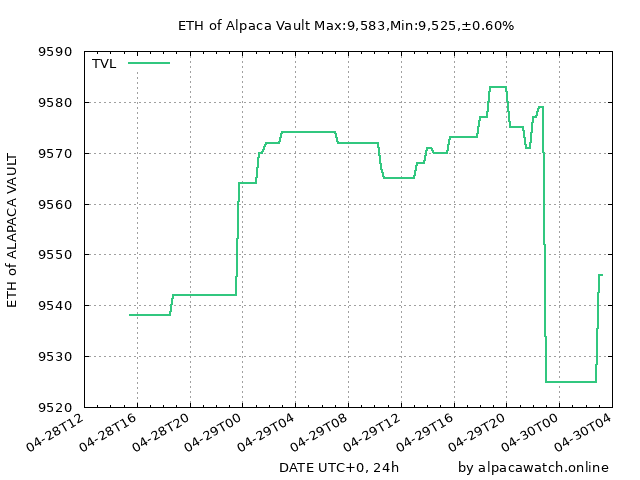 ETH of Alpaca Vault Max:9,583,Min:9,525,±0.60%
TVL
9590
9580
9570
9560
9550
9540
9530
9520
ETH of ALAPACA VAULT
04-28T12
04-28T16
04-28T20
04-29T00
04-29T04
04-29T08
04-29T12
04-29T16
04-29T20
04-30T00
04-30T04
DATE UTC+0, 24h
by alpacawatch.online